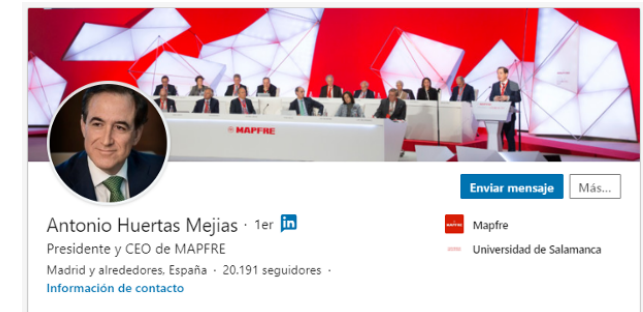 MAPFRE
Enviar mensaje
Más...
Antonio Huertas Mejias · 1er in
Mapfre
Presidente y CEO de MAPFRE
Universidad de Salamanca
Madrid y alrededores, España · 20.191 seguidores ·
Información de contacto